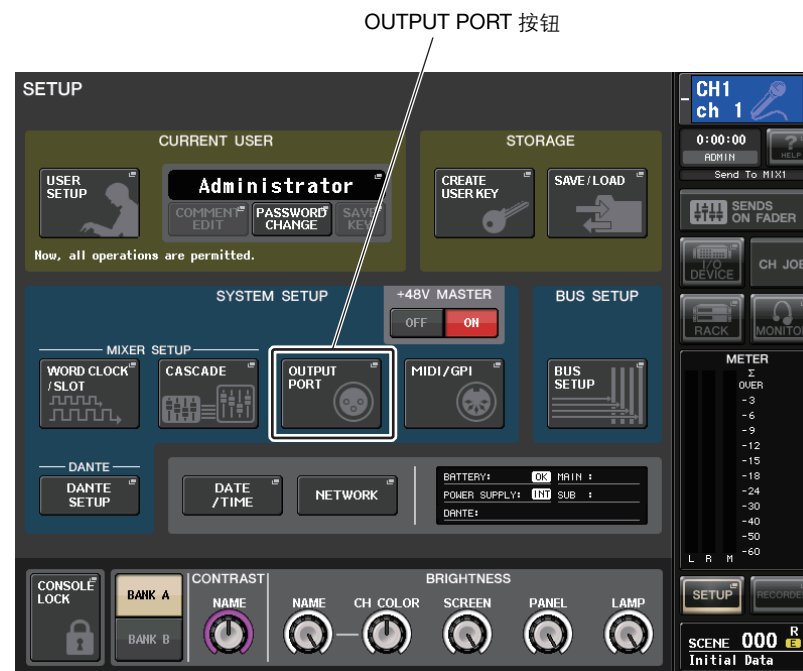 OUTPUT PORT 按钮
SETUP
CURRENT USER
USER SETUP
Administrator
COMMENT EDIT
PASSWORD CHANGE
SAVE KEY
Now, all operations are permitted.
STORAGE
CREATE USER KEY
SAVE/LOAD
SYSTEM SETUP
+48V MASTER
OFF
ON
MIXER SETUP
WORD CLOCK /SLOT
CASCADE
OUTPUT PORT
MIDI/GPI
BUS SETUP
BUS SETUP
DANTE
DANTE SETUP
DATE /TIME
NETWORK
BATTERY: OK MAIN :
POWER SUPPLY: INT SUB :
DANTE:
CONSOLE LOCK
BANK A
BANK B
CONTRAST
NAME
BRIGHTNESS
NAME
CH COLOR
SCREEN
PANEL
LAMP
CH1
ch 1
0:00:00
ADMIN
?
HELP
Send To MIX1
SENDS ON FADER
I/O DEVICE
CH JOB
RACK
MONITO
METER
Σ
OVER
-3
-6
-9
-12
-15
-18
-24
-30
-40
-50
-60
L R M
SETUP
RECORDE
SCENE 000 R E
Initial Data